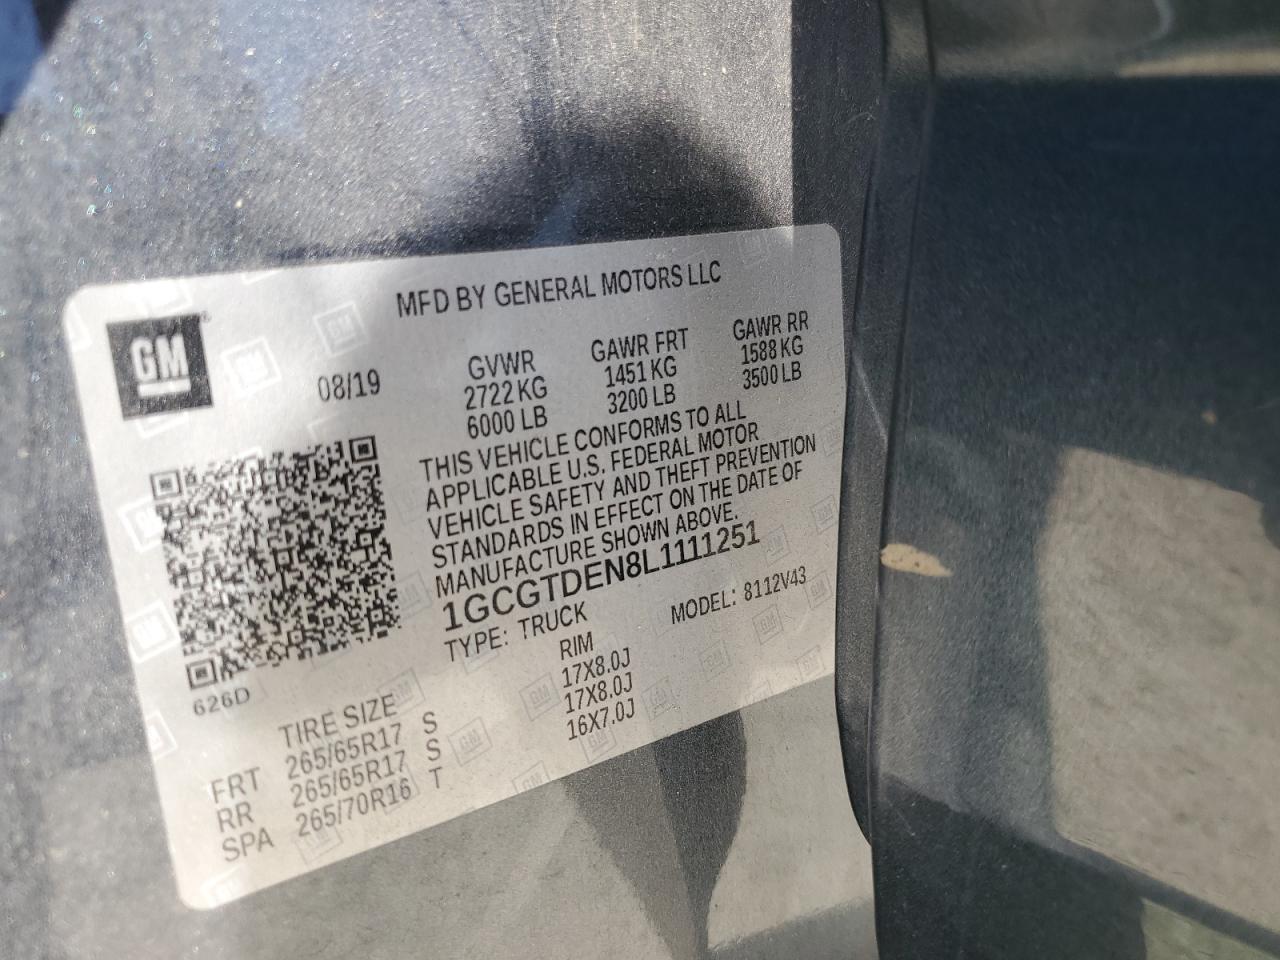 MFD BY GENERAL MOTORS LLC
GM
08/19
GVWR GAWR FRT GAWR RR
2722 KG 1451 KG 1588 KG
6000 LB 3200 LB 3500 LB
THIS VEHICLE CONFORMS TO ALL
APPLICABLE U.S. FEDERAL MOTOR
VEHICLE SAFETY AND THEFT PREVENTION
STANDARDS IN EFFECT ON THE DATE OF
MANUFACTURE SHOWN ABOVE.
1GCGTDEN8L1111251
TYPE: TRUCK MODEL: 8112V43
626D
TIRE SIZE RIM
FRT 265/65R17 S 17X8.0J
RR 265/65R17 S 17X8.0J
SPA 265/70R16 T 16X7.0J